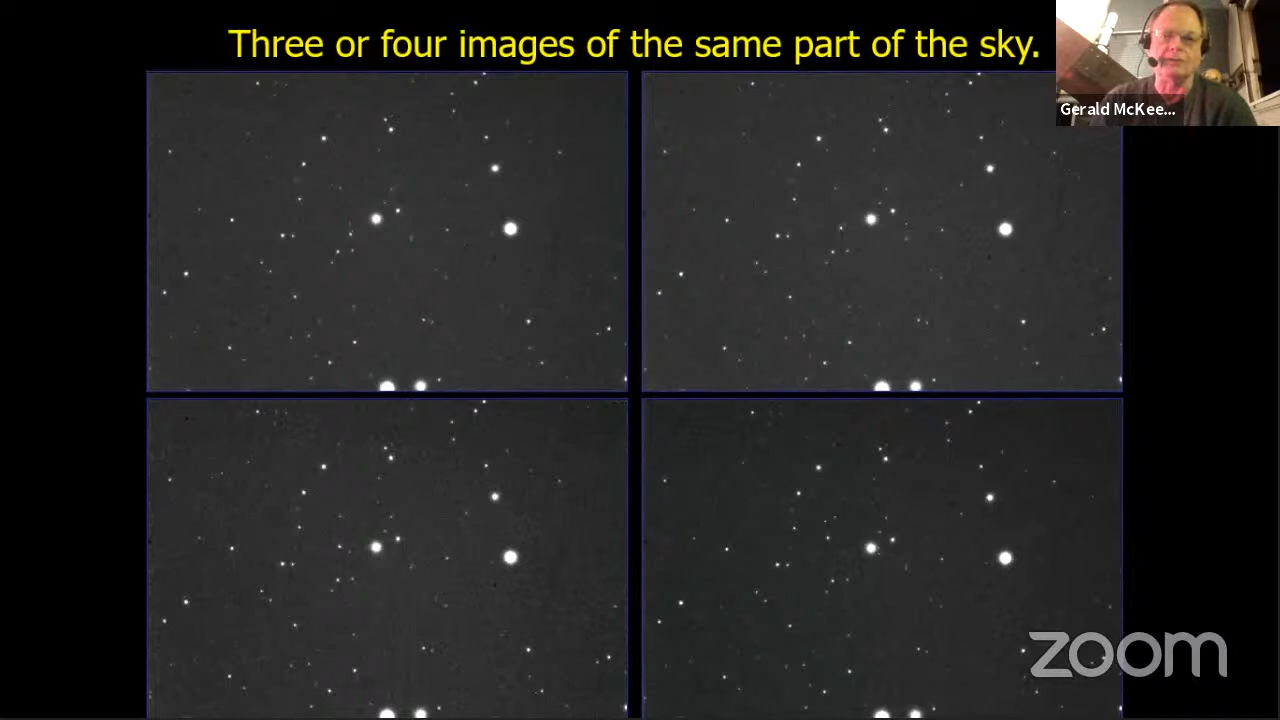 Three or four images of the same part of the sky.
Gerald McKee...
zoom